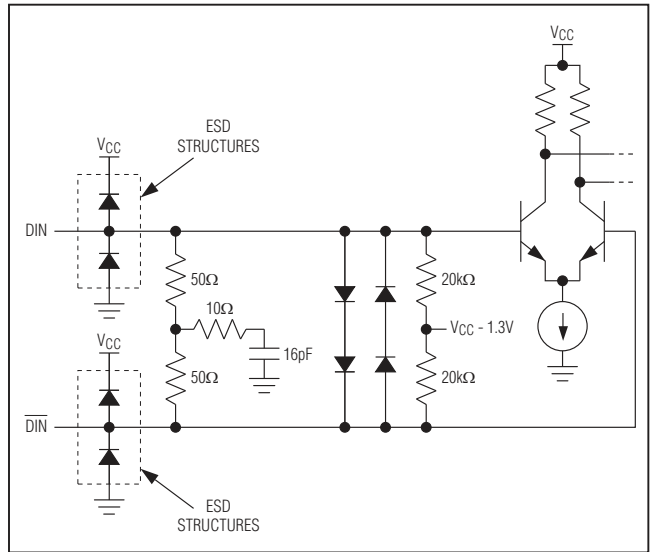 VCC
ESD
STRUCTURES
VCC
DIN
50Ω
10Ω
20kΩ
VCC - 1.3V
16pF
VCC
50Ω
20kΩ
DIN
ESD
STRUCTURES